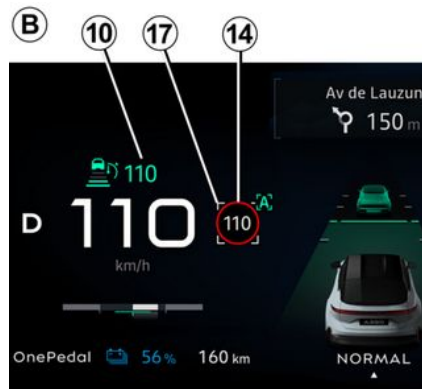 B
10
17
14
Av de Lauzun
150 m
110
A
D
110
110
km/h
OnePedal
56 %
160 km
NORMAL